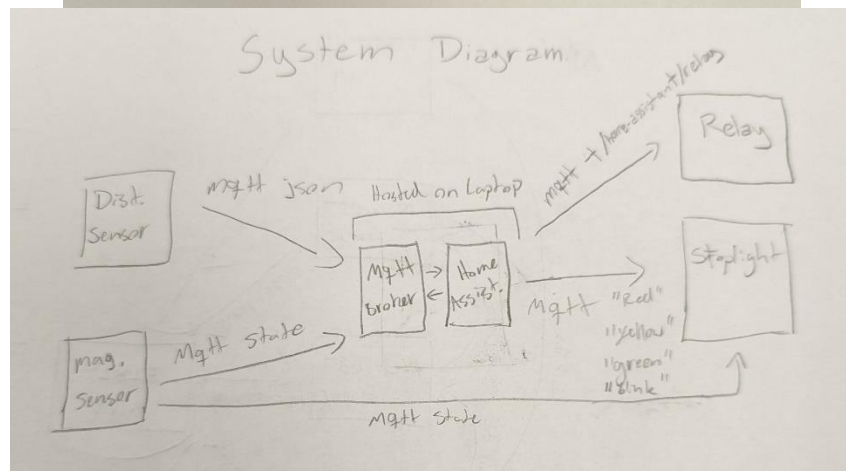 System Diagram
Dist.
Sensor
mqtt json
Hosted on Laptop
Mqtt
Broker
Home
Assist.
mqtt + /home-assistant/relay
Relay
Stoplight
Mqtt
"Red"
"yellow"
"green"
"Blink"
mag.
Sensor
Mqtt State
Mqtt State